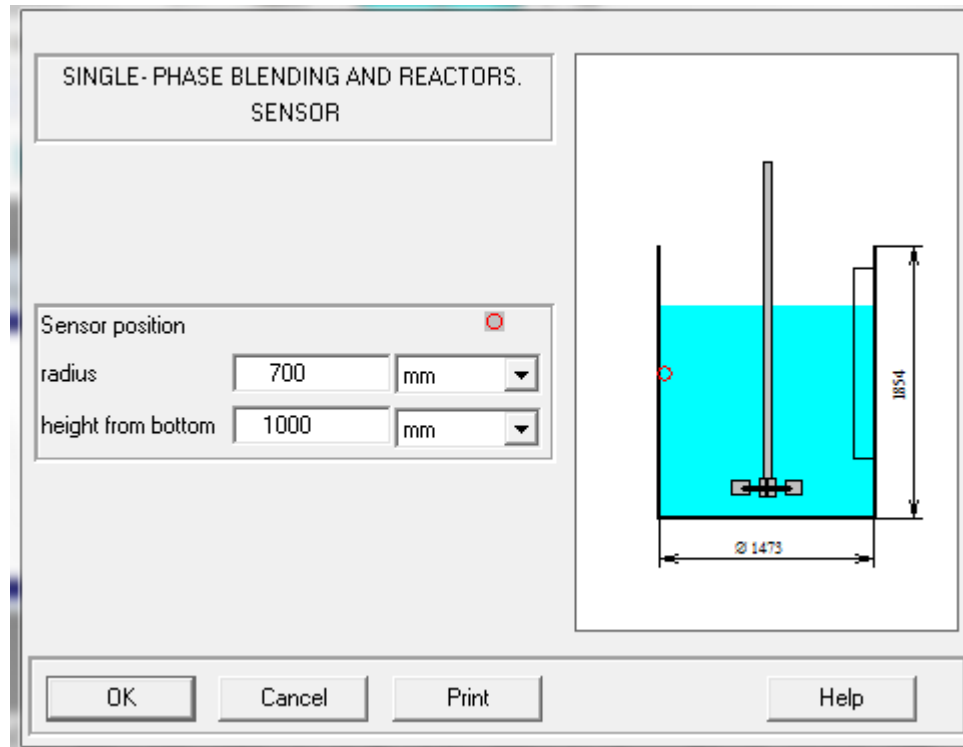 SINGLE- PHASE BLENDING AND REACTORS.
SENSOR
Sensor position
radius 700 mm
height from bottom 1000 mm
1854
Ø 1473
OK Cancel Print Help